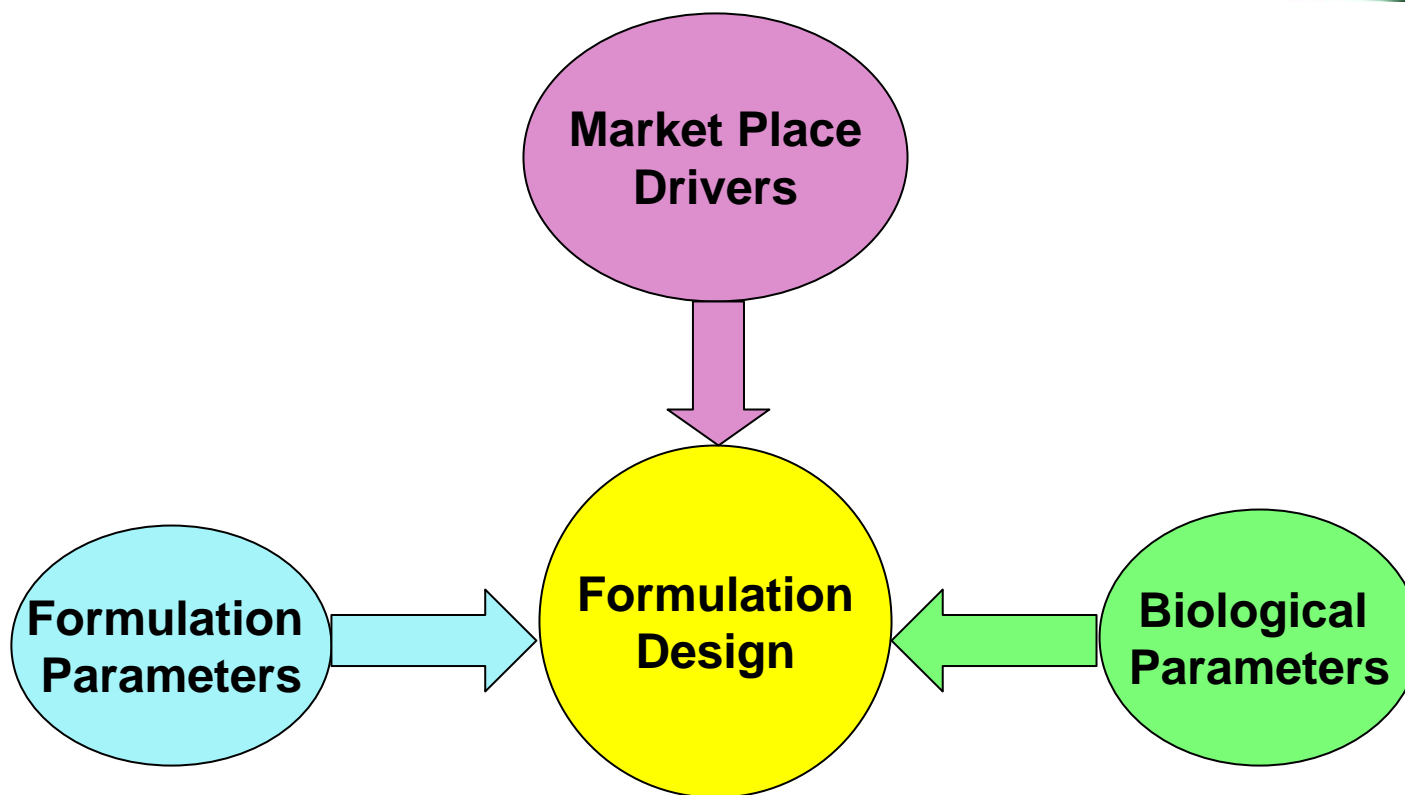 Market Place
Drivers
Formulation
Parameters
Formulation
Design
Biological
Parameters